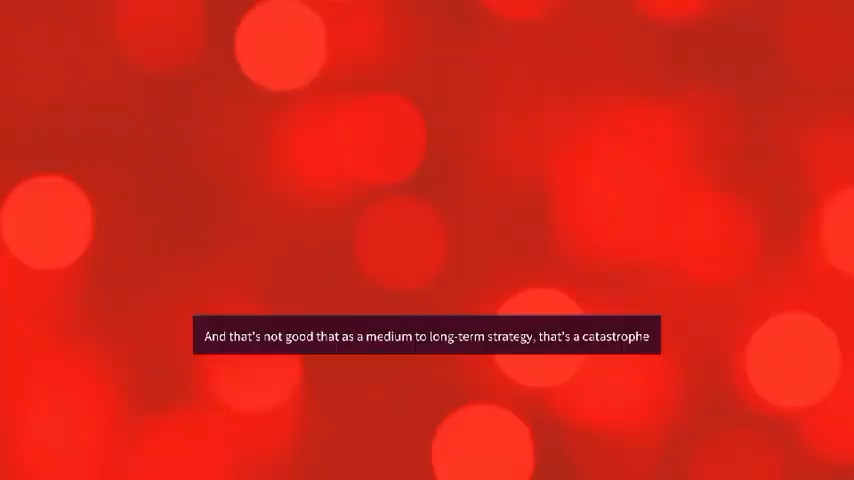 And that's not good that as a medium to long-term strategy, that's a catastrophe